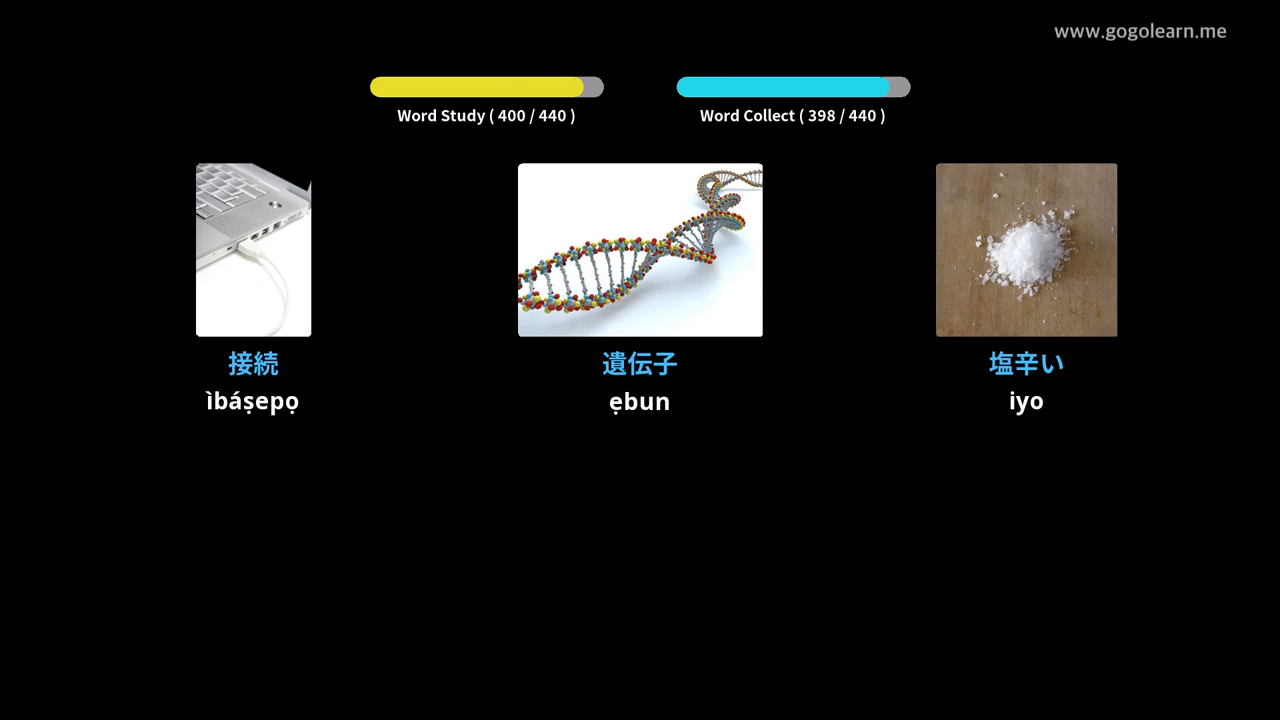 www.gogolearn.me
Word Study ( 400 / 440 )
Word Collect ( 398 / 440 )
接続
遺伝子
塩辛い
ìbáṣepọ
ẹbun
iyo